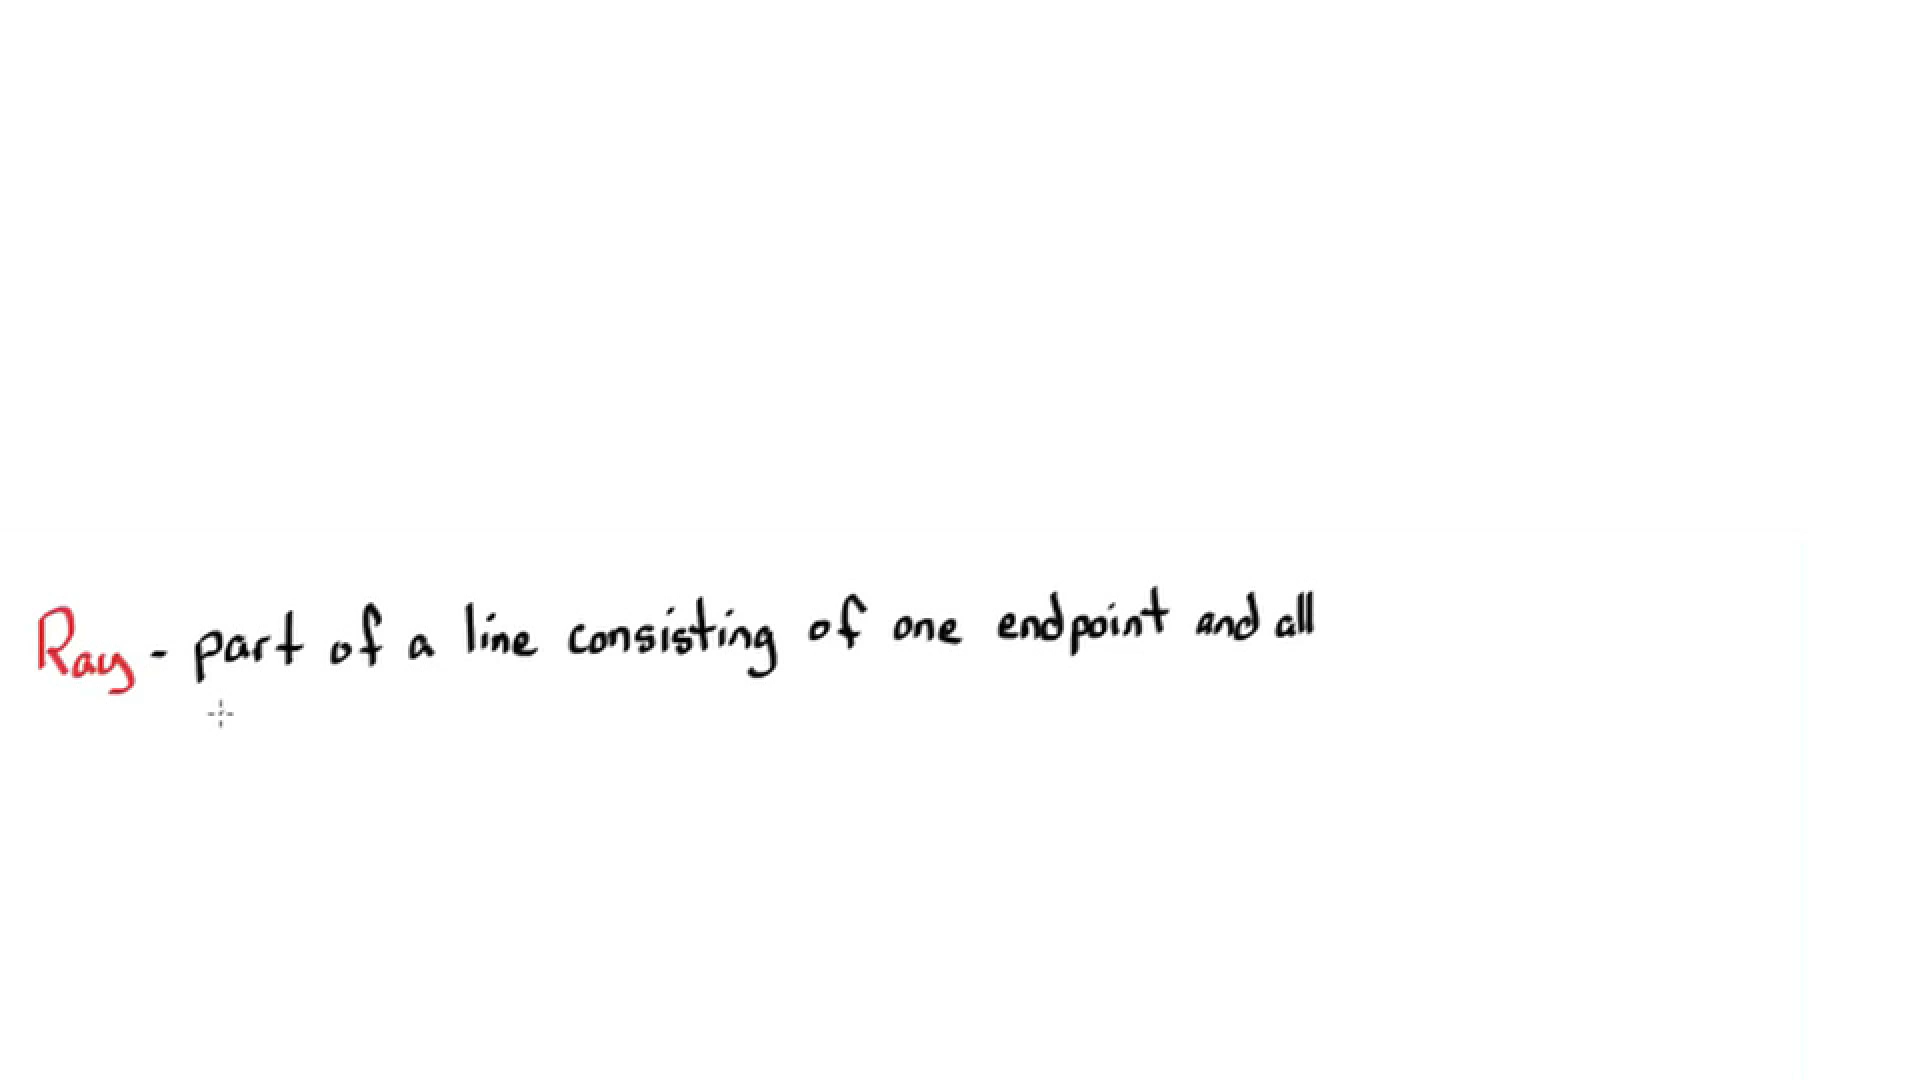 Ray - part of a line consisting of one endpoint and all